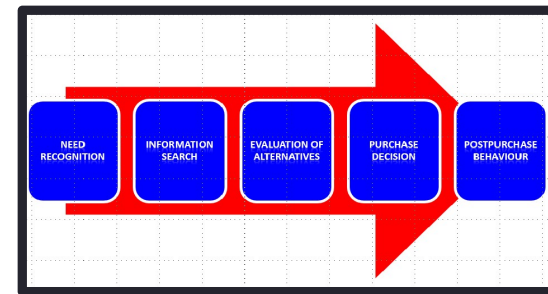 NEED
RECOGNITION
INFORMATION
SEARCH
EVALUATION OF
ALTERNATIVES
PURCHASE
DECISION
POSTPURCHASE
BEHAVIOUR